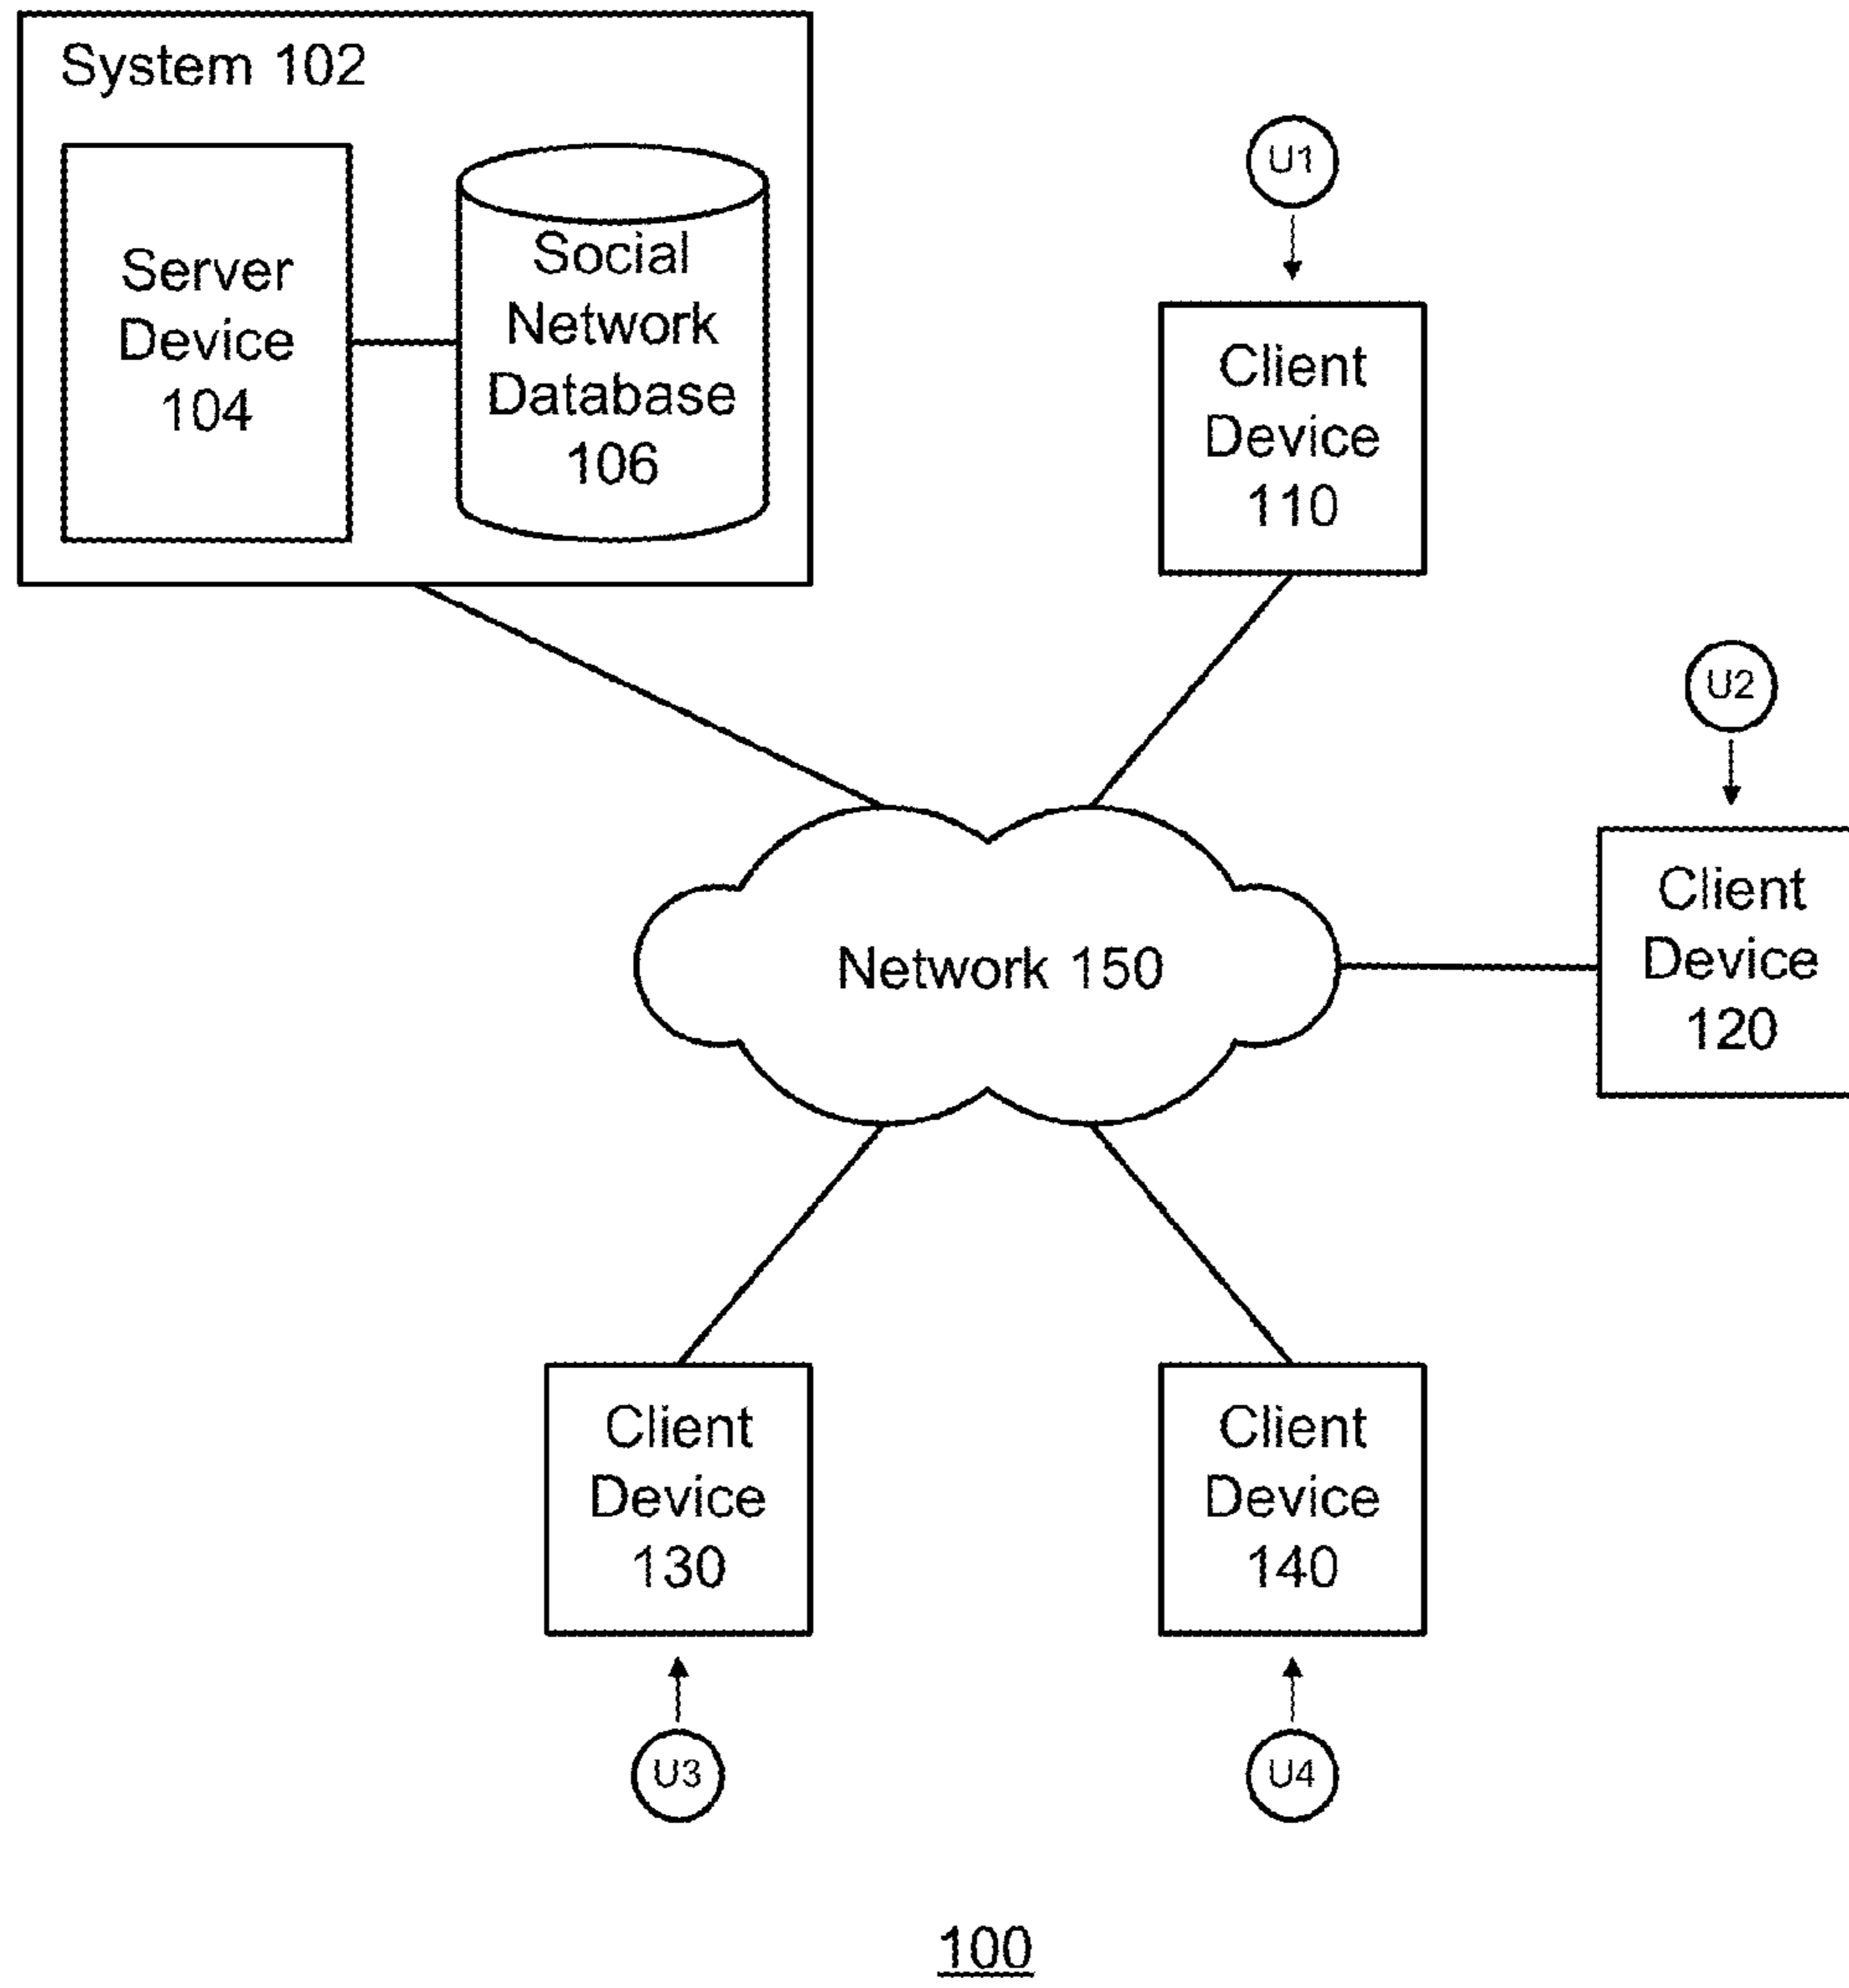 System 102
Server
Device
104
Social
Network
Database
106
U1
Client
Device
110
U2
Client
Device
120
Network 150
Client
Device
130
Client
Device
140
U3
U4
100